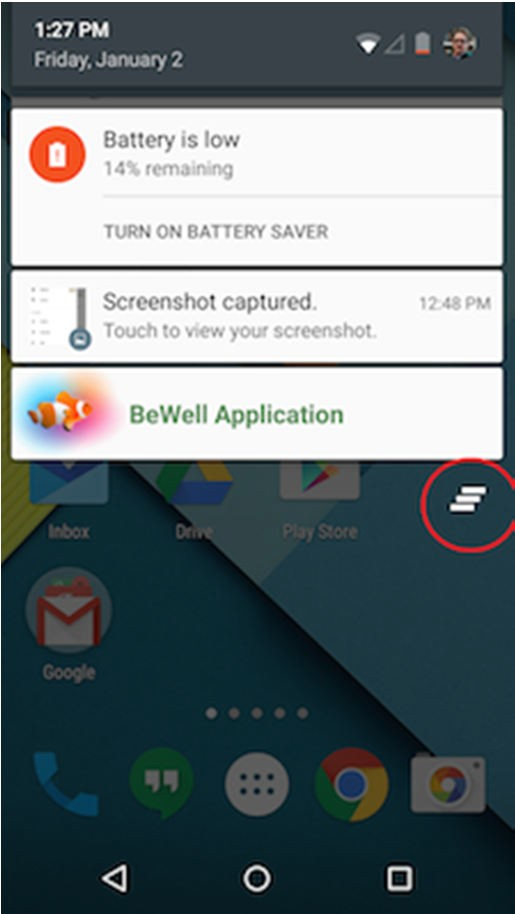 1:27 PM
Friday, January 2
Battery is low
14% remaining
TURN ON BATTERY SAVER
Screenshot captured.
12:48 PM
Touch to view your screenshot.
BeWell Application
Inbox
Drive
Play Store
Google